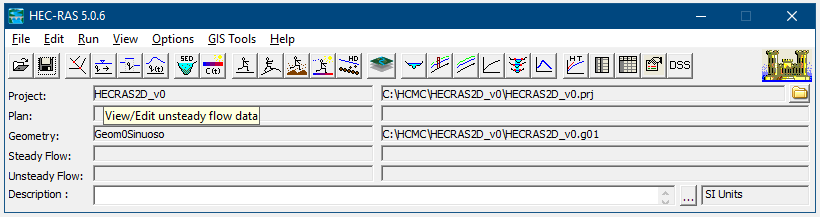 HEC-RAS 5.0.6
File Edit Run View Options GIS Tools Help
SED C(t) HD HT DSS
Project: HECRAS2D_v0 C:\HCMC\HECRAS2D_v0\HECRAS2D_v0.prj
Plan: View/Edit unsteady flow data
Geometry: Geom0Sinuoso C:\HCMC\HECRAS2D_v0\HECRAS2D_v0.g01
Steady Flow:
Unsteady Flow:
Description : ... SI Units